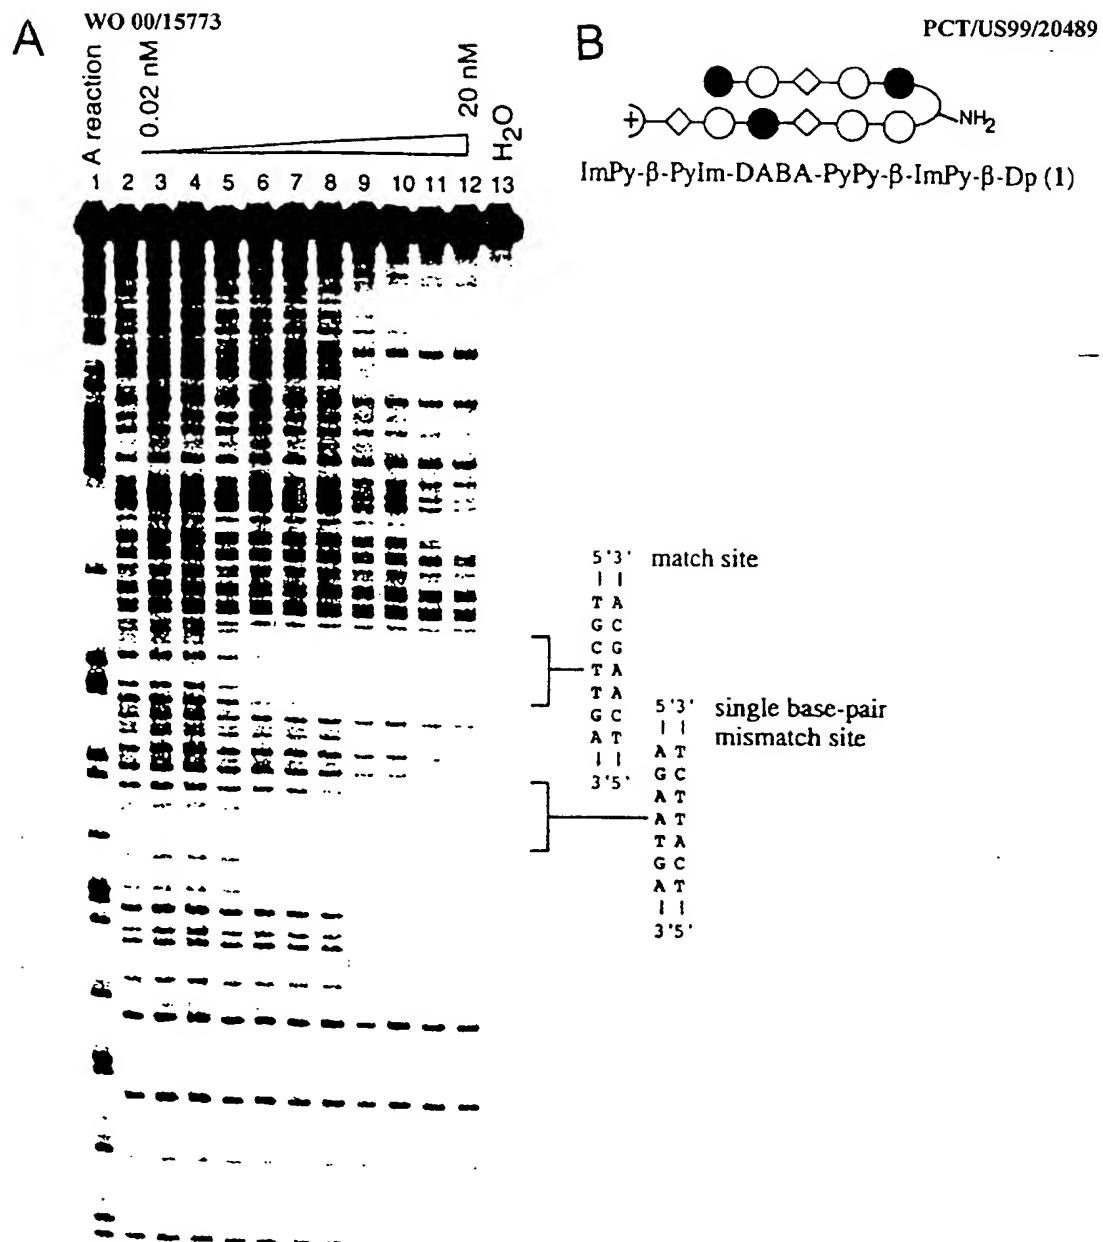 WO 00/15773
PCT/US99/20489
A
B
A reaction
0.02 nM
20 nM
H₂O
1 2 3 4 5 6 7 8 9 10 11 12 13
+
NH₂
ImPy-β-PyIm-DABA-PyPy-β-ImPy-β-Dp (1)
5'3' match site
T A
G C
C G
T A
T A
G C
A T
3'5'
5'3' single base-pair
mismatch site
A T
G C
A T
A T
T A
G C
A T
3'5'